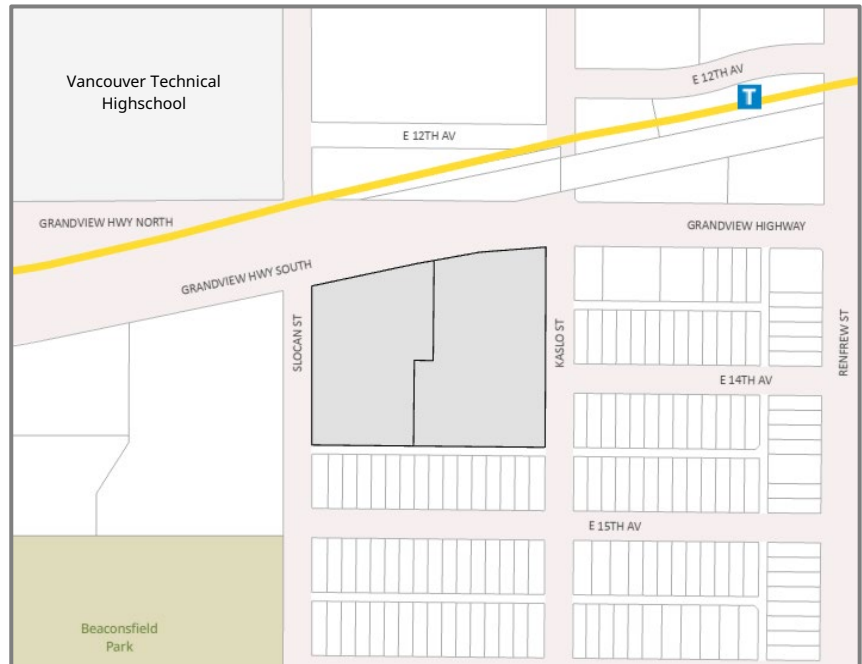 Vancouver Technical
Highschool
E 12TH AV
T
E 12TH AV
GRANDVIEW HWY NORTH
GRANDVIEW HIGHWAY
GRANDVIEW HWY SOUTH
SLOCAN ST
KASLO ST
RENFREW ST
E 14TH AV
E 15TH AV
Beaconsfield
Park